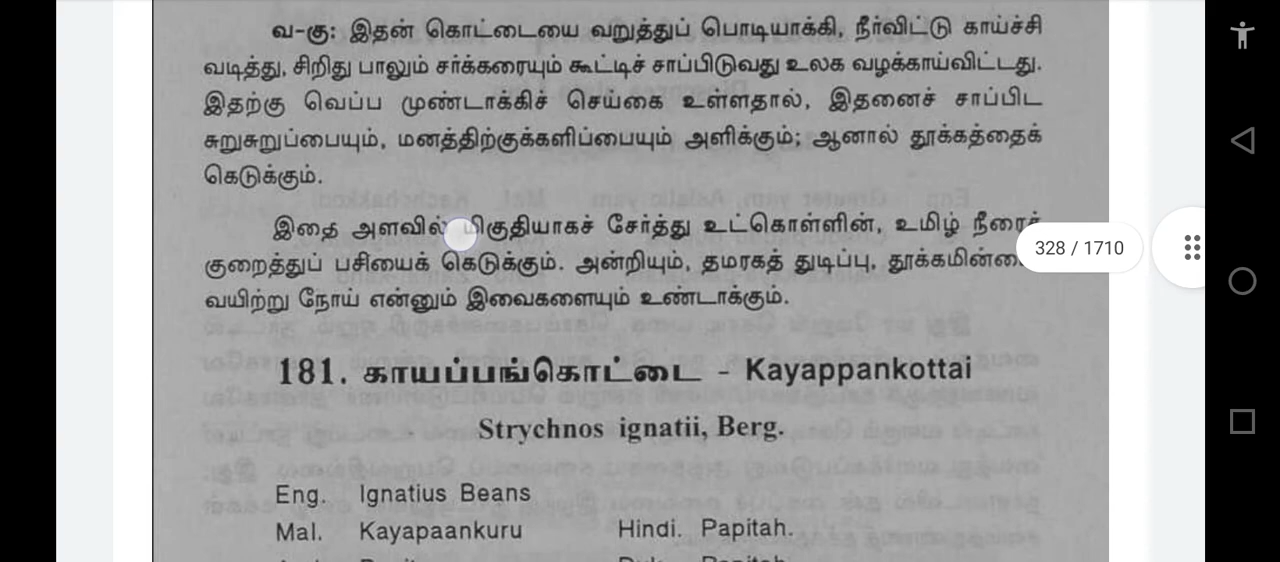 வ-கு: இதன் கொட்டையை வறுத்துப் பொடியாக்கி, நீர்விட்டு காய்ச்சி
வடித்து, சிறிது பாலும் சர்க்கரையும் கூட்டிச் சாப்பிடுவது உலக வழக்காய்விட்டது.
இதற்கு வெப்ப முண்டாக்கிச் செய்கை உள்ளதால், இதனைச் சாப்பிட
சுறுசுறுப்பையும், மனத்திற்குக்களிப்பையும் அளிக்கும்; ஆனால் தூக்கத்தைக்
கெடுக்கும்.
இதை அளவில் மிகுதியாகச் சேர்த்து உட்கொள்ளின், உமிழ் நீரைக்
328 / 1710
குறைத்துப் பசியைக் கெடுக்கும். அன்றியும், தமரகத் துடிப்பு,
வயிற்று நோய் என்னும் இவைகளையும் உண்டாக்கும்.
181. காயப்பங்கொட்டை - Kayappankottai
Strychnos ignatii, Berg.
Eng. Ignatius Beans
Mal. Kayapaankuru Hindi. Papitah.